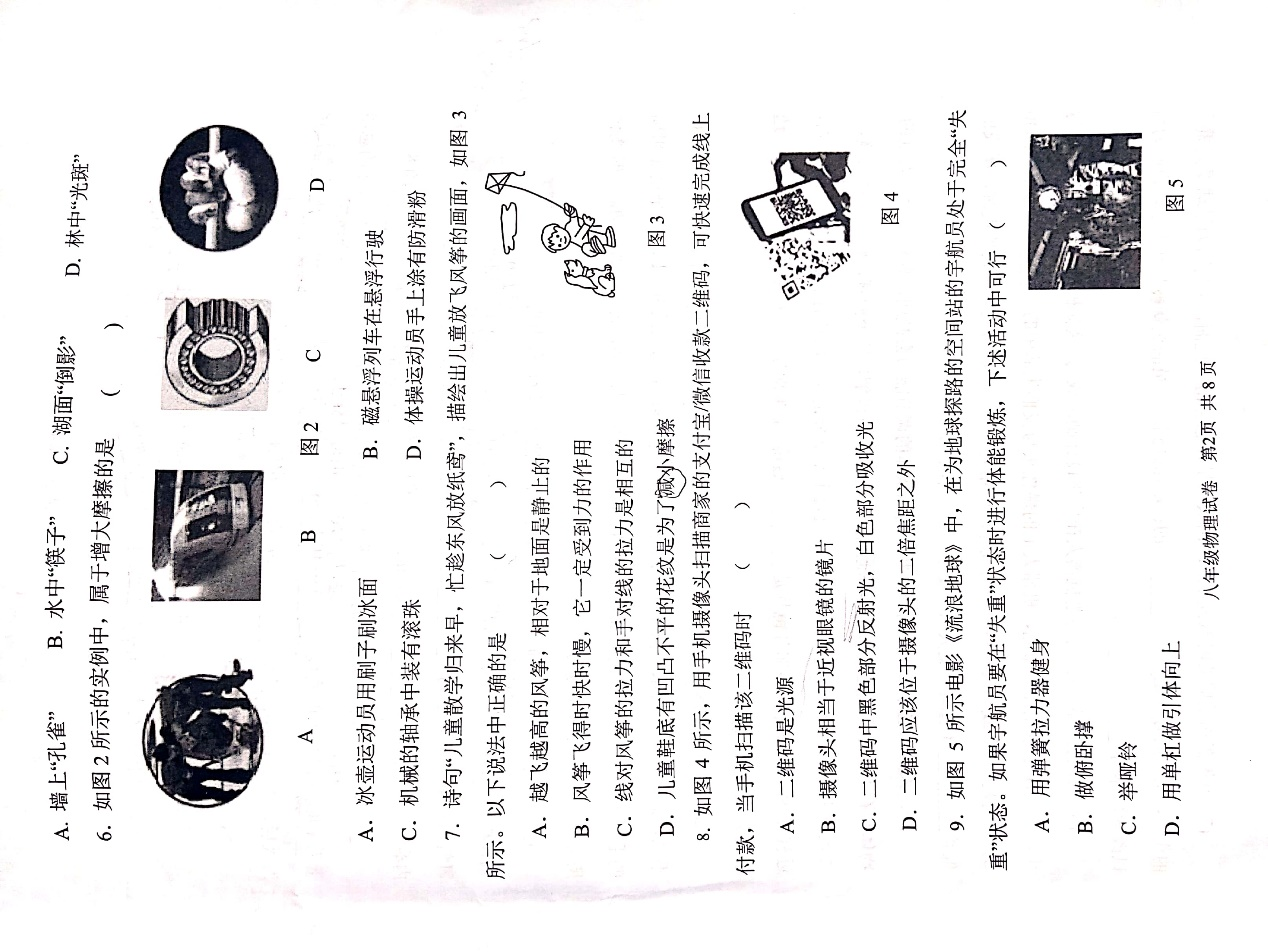 A. 墙上“孔雀” B. 水中“筷子” C. 湖面“倒影” D. 林中“光斑”
6. 如图 2 所示的实例中，属于增大摩擦的是 （ ）
A B C D
图 2
A. 冰壶运动员用刷子刷冰面 B. 磁悬浮列车在悬浮行驶
C. 机械的轴承中装有滚珠 D. 体操运动员手上涂有防滑粉
7. 诗句“儿童散学归来早，忙趁东风放纸鸢”，描绘出儿童放飞风筝的画面，如图 3
所示。以下说法中正确的是 （ ）
A. 越飞越高的风筝，相对于地面是静止的
B. 风筝飞得时快时慢，它一定受到力的作用
C. 线对风筝的拉力和手对线的拉力是相互的
D. 儿童鞋底有凹凸不平的花纹是为了减小摩擦
图 3
8. 如图 4 所示，用手机摄像头扫描商家的支付宝/微信收款二维码，可快速完成线上
付款，当手机扫描该二维码时 （ ）
A. 二维码是光源
B. 摄像头相当于近视眼镜的镜片
C. 二维码中黑色部分反射光，白色部分吸收光
D. 二维码应该位于摄像头的二倍焦距之外
图 4
9. 如图 5 所示电影《流浪地球》中，在为地球探路的空间站的宇航员处于完全“失
重”状态。如果宇航员要在“失重”状态时进行体能锻炼，下述活动中可行 （ ）
A. 用弹簧拉力器健身
B. 做俯卧撑
C. 举哑铃
D. 用单杠做引体向上
图 5
八年级物理试卷 第2页 共 8 页